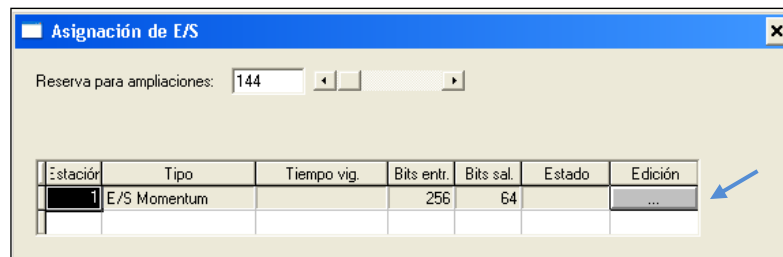 Asignación de E/S
Reserva para ampliaciones: 144
Estación Tipo Tiempo vig. Bits entr. Bits sal. Estado Edición
1 E/S Momentum 256 64 ...